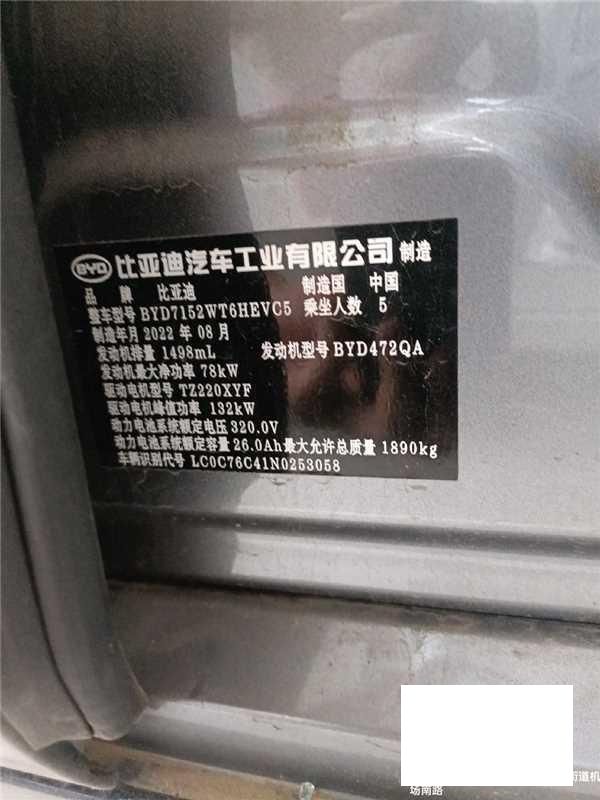 BYD 比亚迪汽车工业有限公司 制造
品 牌 比亚迪 制造国 中国
整车型号 BYD7152WT6HEVC5 乘坐人数 5
制造年月 2022 年 08 月
发动机排量 1498mL 发动机型号 BYD472QA
发动机最大净功率 78kW
驱动电机型号 TZ220XYF
驱动电机峰值功率 132kW
动力电池系统额定电压 320.0V
动力电池系统额定容量 26.0Ah 最大允许总质量 1890kg
车辆识别代号 LC0C76C41N0253058
街道机
场南路